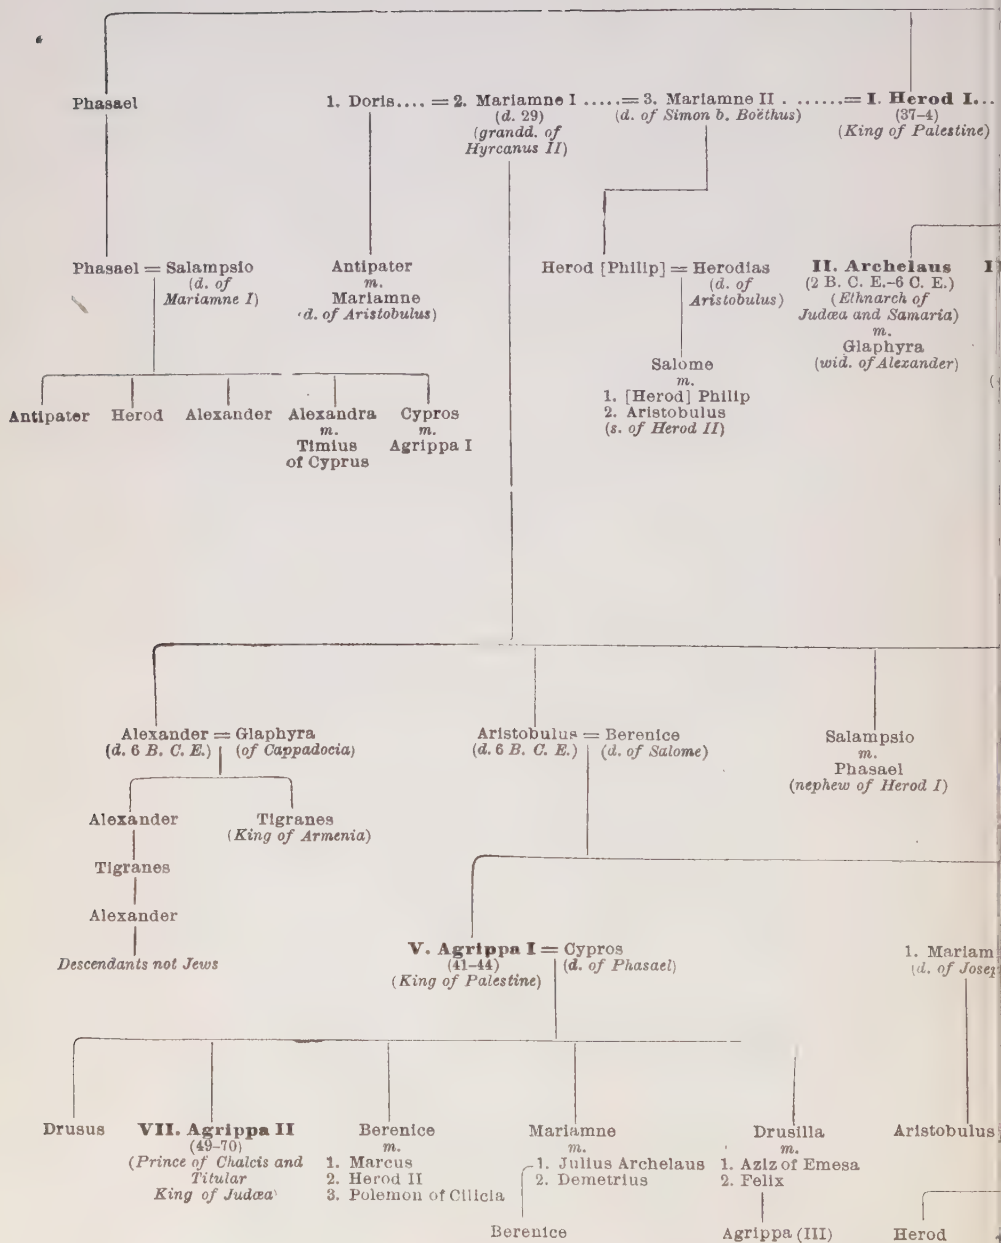 Phasael
1. Doris.... = 2. Mariamne I .....= 3. Mariamne II . ......= I. Herod I...
(d. 29)
(grandd. of
Hyrcanus II)
(d. of Simon b. Boëthus)
(37–4)
(King of Palestine)
Phasael = Salampsio
(d. of
Mariamne I)
Antipater
m.
Mariamne
d. of Aristobulus)
Herod [Philip] = Herodias
(d. of
Aristobulus)
II. Archelaus
(2 B. C. E.–6 C. E.)
(Ethnarch of
Judæa and Samaria)
m.
Glaphyra
(wid. of Alexander)
I
(
Salome
m.
1. [Herod] Philip
2. Aristobulus
(s. of Herod II)
Antipater
Herod
Alexander
Alexandra
m.
Timius
of Cyprus
Cypros
m.
Agrippa I
Alexander = Glaphyra
(d. 6 B. C. E.) (of Cappadocia)
Aristobulus = Berenice
(d. 6 B. C. E.) (d. of Salome)
Salampsio
m.
Phasael
(nephew of Herod I)
Alexander
Tigranes
(King of Armenia)
Tigranes
Alexander
Descendants not Jews
V. Agrippa I = Cypros
(41–44) (d. of Phasael)
(King of Palestine)
1. Mariam
(d. of Jose
Drusus
VII. Agrippa II
(49–70)
(Prince of Chalcis and
Titular
King of Judæa
Berenice
m.
1. Marcus
2. Herod II
3. Polemon of Cilicia
Mariamne
m.
1. Julius Archelaus
2. Demetrius
Drusilla
m.
1. Aziz of Emesa
2. Felix
Aristobulus
Berenice
Agrippa (III)
Herod